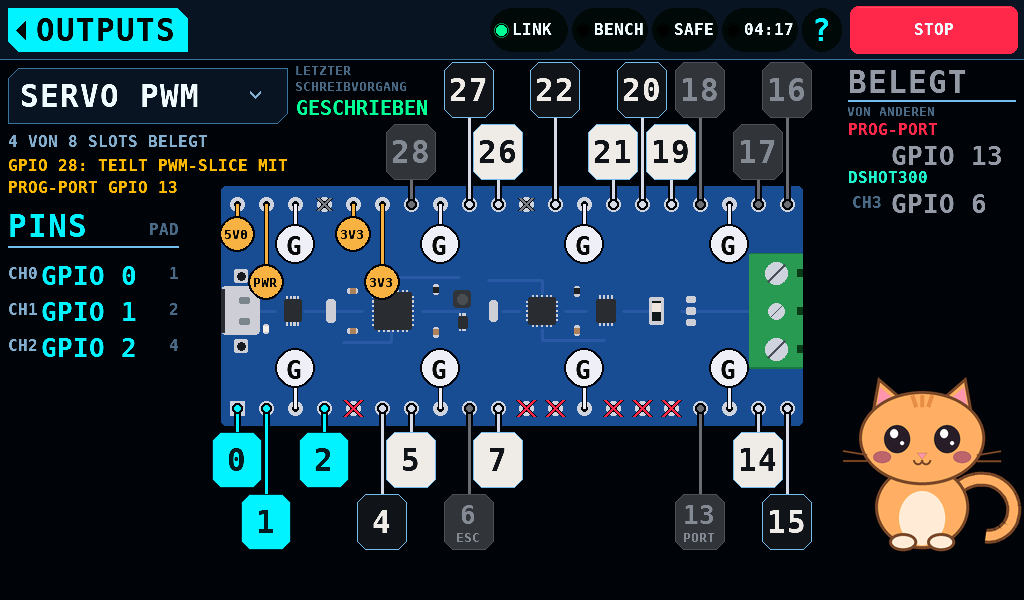 OUTPUTS
LINK
BENCH
SAFE
04:17
?
STOP
SERVO PWM
LETZTER
SCHREIBVORGANG
GESCHRIEBEN
4 VON 8 SLOTS BELEGT
GPIO 28: TEILT PWM-SLICE MIT
PROG-PORT GPIO 13
PINS
PAD
CH0 GPIO 0 1
CH1 GPIO 1 2
CH2 GPIO 2 4
27
22
20
18
16
28
26
21
19
17
5V0
G
3V3
G
G
G
PWR
3V3
G
G
G
G
0
2
5
7
14
1
4
6
ESC
13
PORT
15
BELEGT
VON ANDEREN
PROG-PORT
GPIO 13
DSHOT300
CH3 GPIO 6